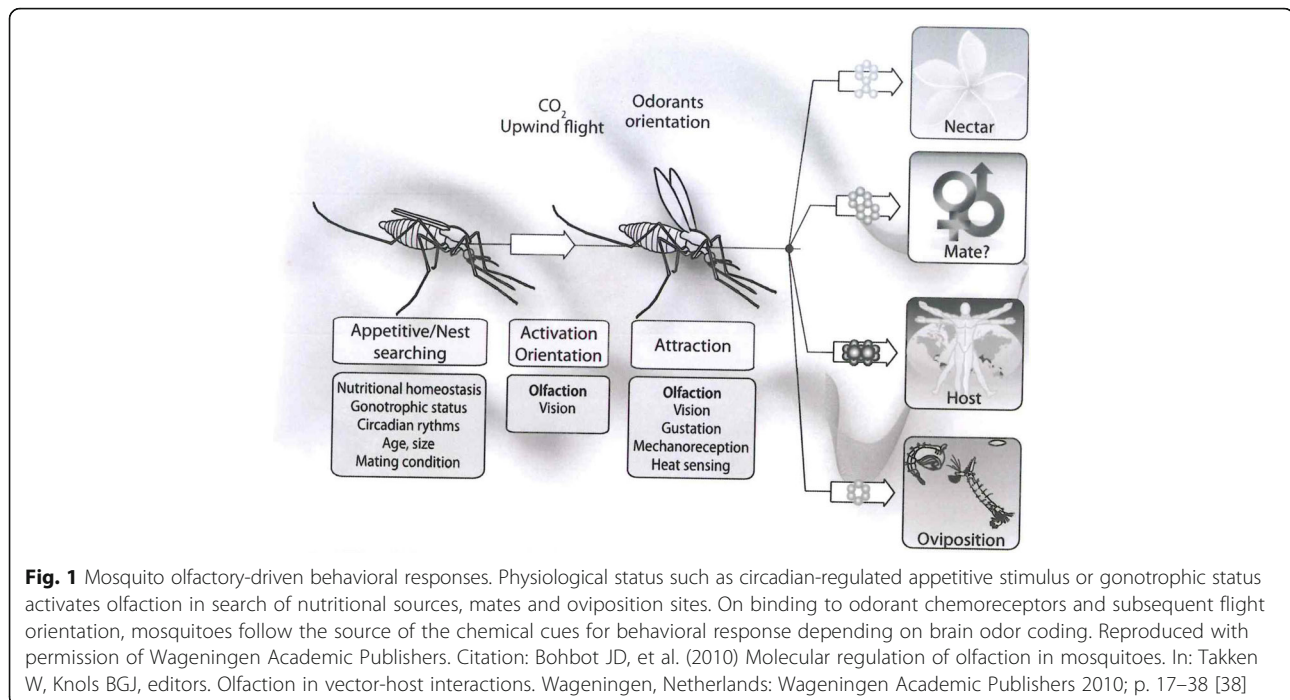 CO₂
Upwind flight
Odorants
orientation
Nectar
Mate?
Host
Oviposition
Appetitive/Nest
searching
Activation
Orientation
Attraction
Nutritional homeostasis
Gonotrophic status
Circadian rythms
Age, size
Mating condition
Olfaction
Vision
Olfaction
Vision
Gustation
Mechanoreception
Heat sensing
Fig. 1 Mosquito olfactory-driven behavioral responses. Physiological status such as circadian-regulated appetitive stimulus or gonotrophic status
activates olfaction in search of nutritional sources, mates and oviposition sites. On binding to odorant chemoreceptors and subsequent flight
orientation, mosquitoes follow the source of the chemical cues for behavioral response depending on brain odor coding. Reproduced with
permission of Wageningen Academic Publishers. Citation: Bohbot JD, et al. (2010) Molecular regulation of olfaction in mosquitoes. In: Takken
W, Knols BGJ, editors. Olfaction in vector-host interactions. Wageningen, Netherlands: Wageningen Academic Publishers 2010; p. 17–38 [38]